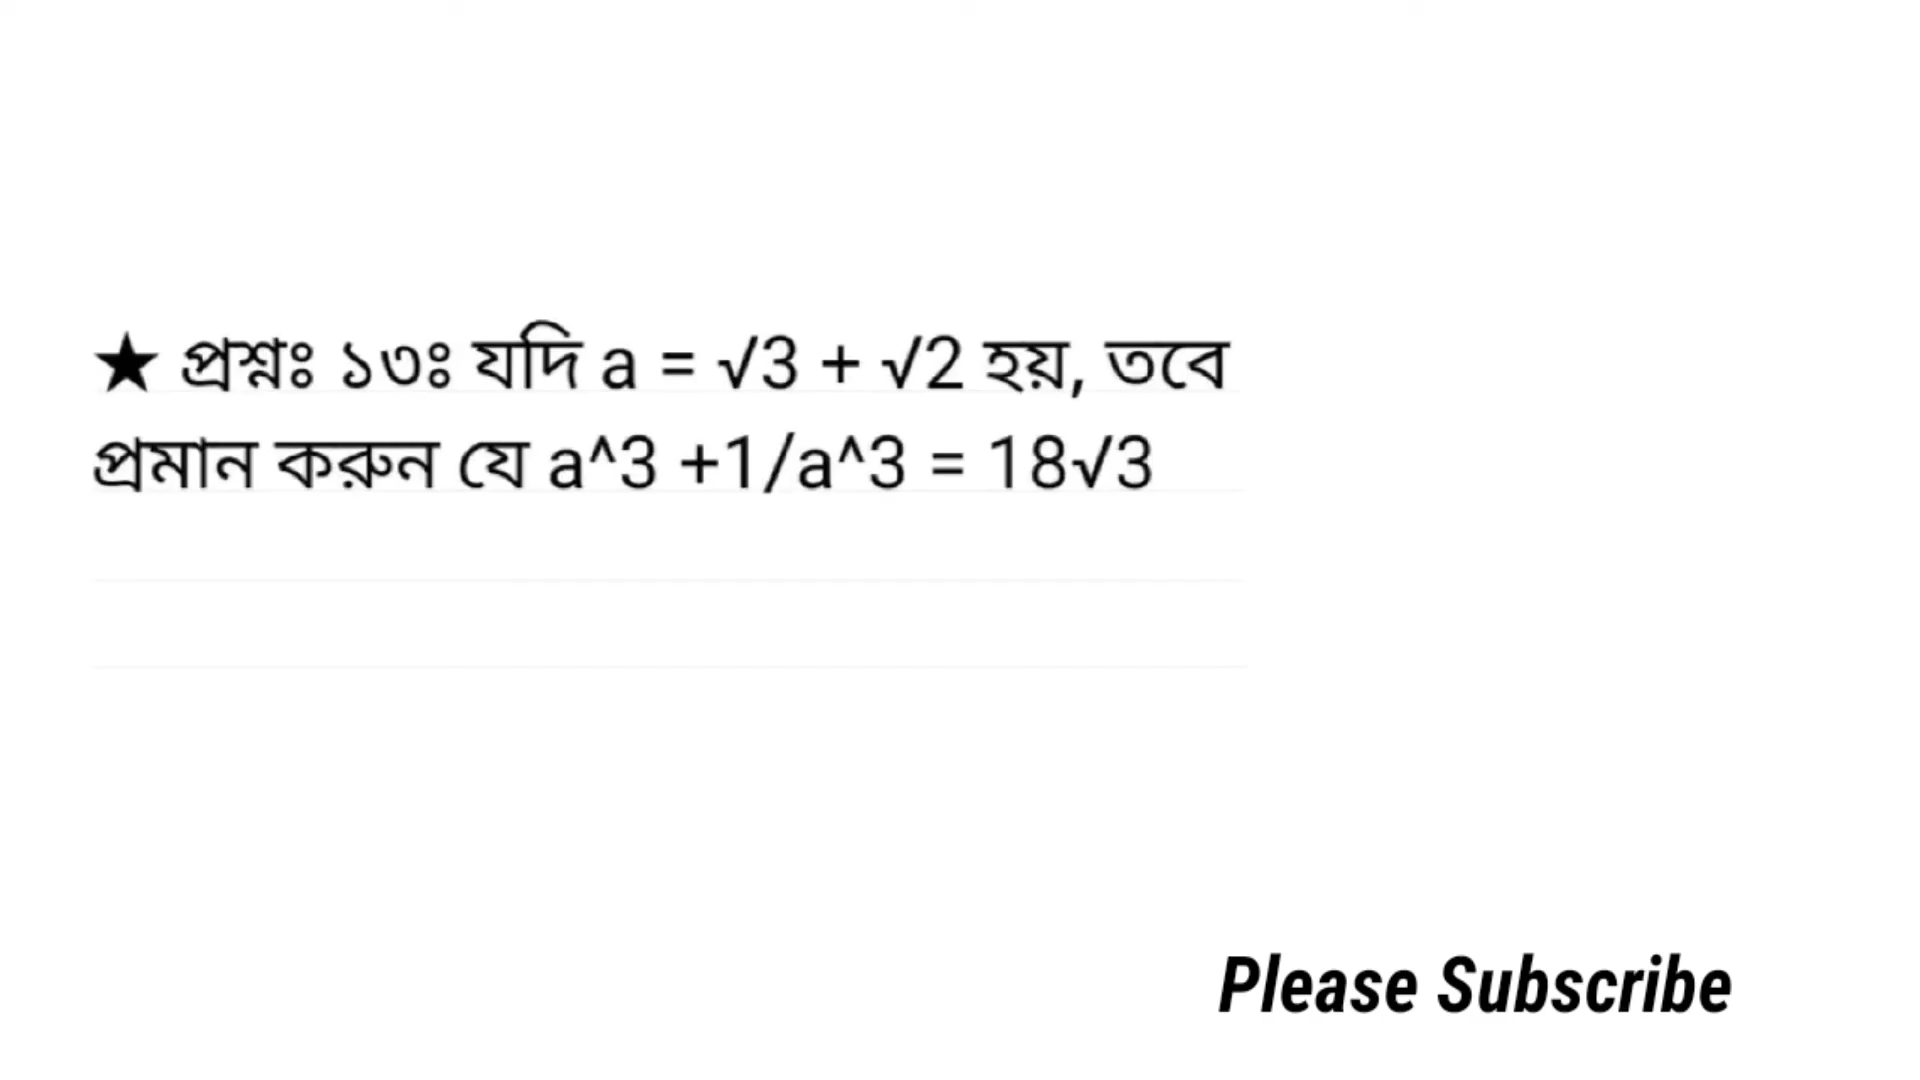 ★ প্রশ্নঃ ১৩ঃ যদি a = √3 + √2 হয়, তবে
প্রমান করুন যে a^3 +1/a^3 = 18√3
Please Subscribe